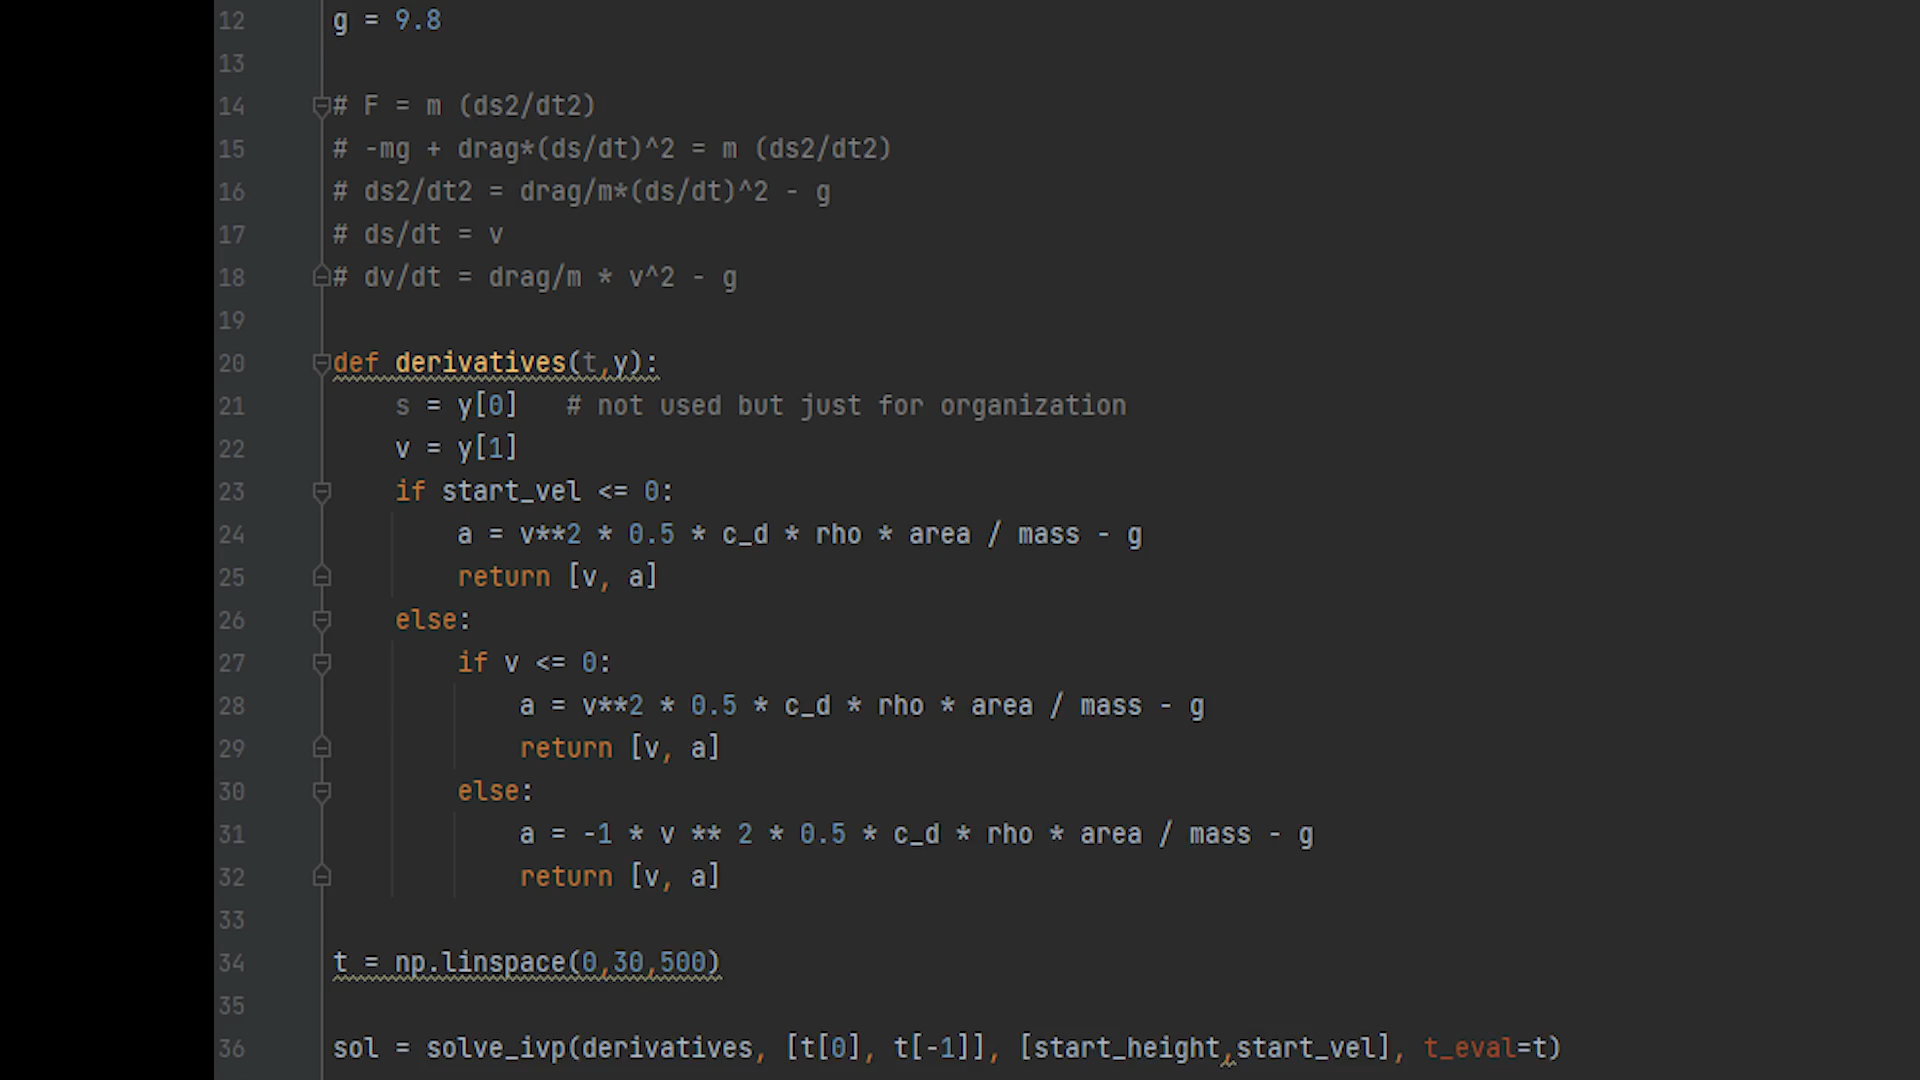 12 g = 9.8
13
14 # F = m (ds2/dt2)
15 # -mg + drag*(ds/dt)^2 = m (ds2/dt2)
16 # ds2/dt2 = drag/m*(ds/dt)^2 - g
17 # ds/dt = v
18 # dv/dt = drag/m * v^2 - g
19
20 def derivatives(t,y):
21     s = y[0]   # not used but just for organization
22     v = y[1]
23     if start_vel <= 0:
24         a = v**2 * 0.5 * c_d * rho * area / mass - g
25         return [v, a]
26     else:
27         if v <= 0:
28             a = v**2 * 0.5 * c_d * rho * area / mass - g
29             return [v, a]
30         else:
31             a = -1 * v ** 2 * 0.5 * c_d * rho * area / mass - g
32             return [v, a]
33
34 t = np.linspace(0,30,500)
35
36 sol = solve_ivp(derivatives, [t[0], t[-1]], [start_height,start_vel], t_eval=t)